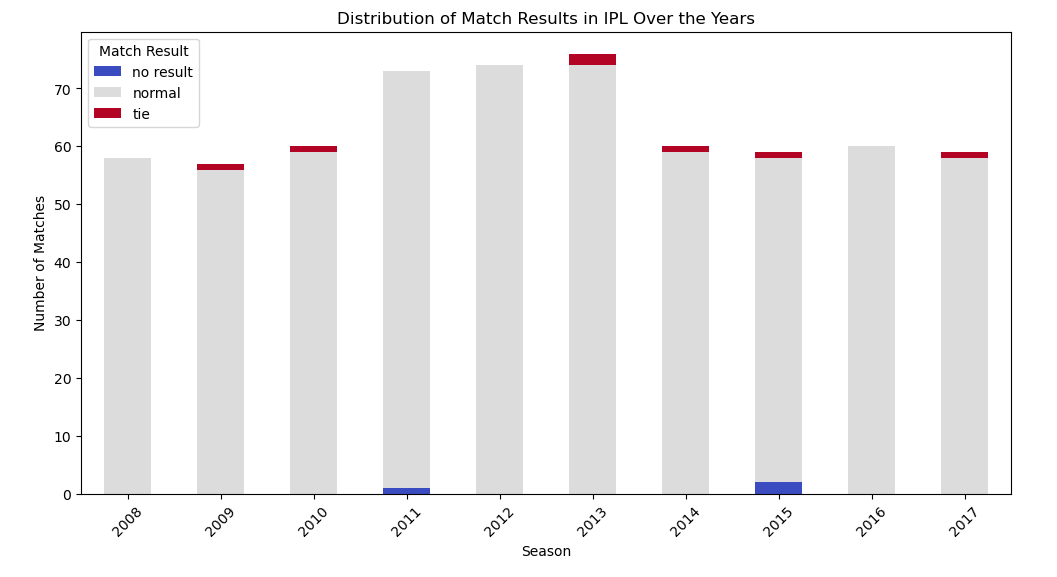 Distribution of Match Results in IPL Over the Years
Match Result
no result
normal
tie
Number of Matches
70
60
50
40
30
20
10
0
2008
2009
2010
2011
2012
2013
2014
2015
2016
2017
Season